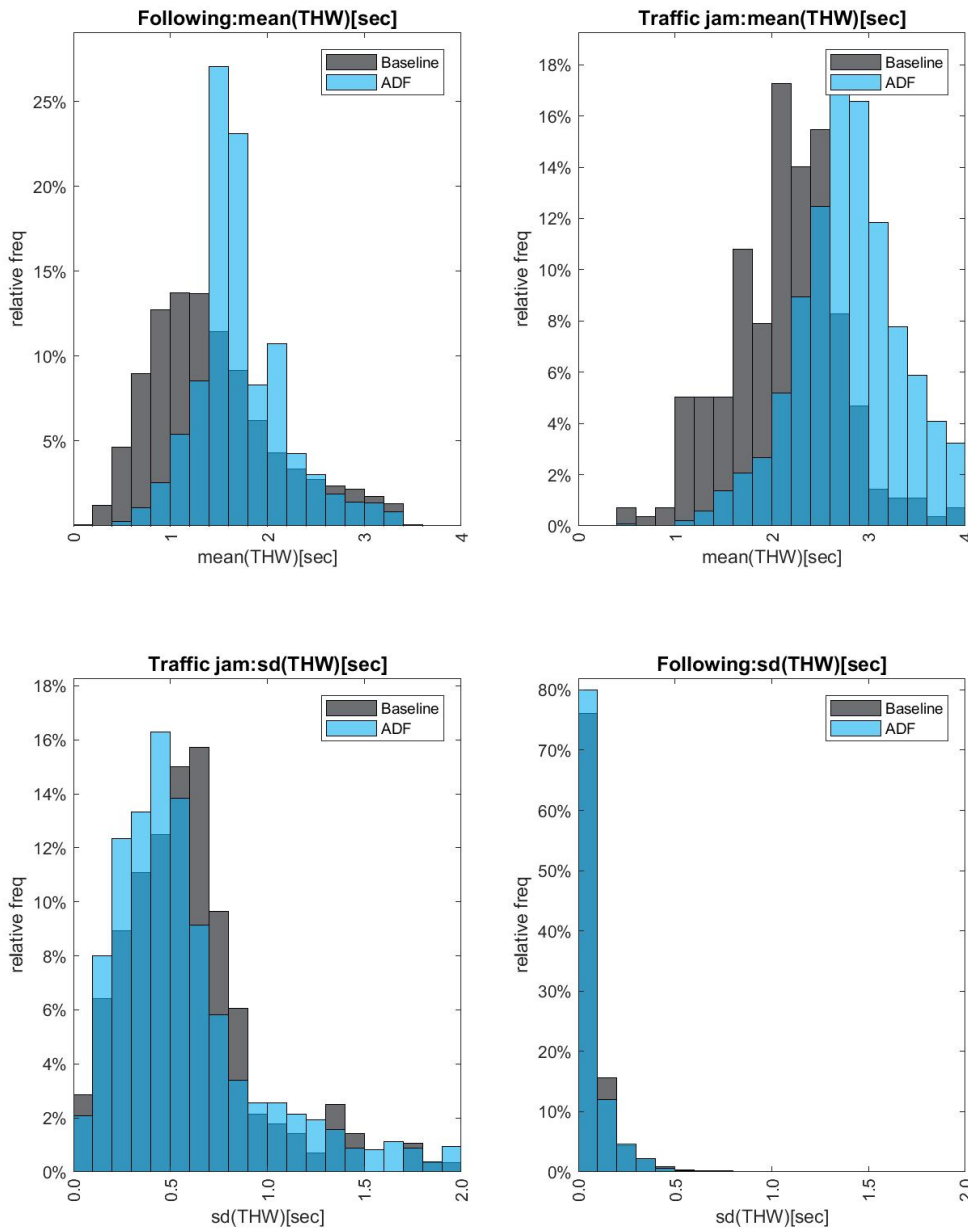 Following:mean(THW)[sec]
Baseline
ADF
25%
20%
15%
10%
5%
relative freq
0
1
2
3
4
mean(THW)[sec]
Traffic jam:mean(THW)[sec]
Baseline
ADF
18%
16%
14%
12%
10%
8%
6%
4%
2%
0%
relative freq
0
1
2
3
4
mean(THW)[sec]
Traffic jam:sd(THW)[sec]
Baseline
ADF
18%
16%
14%
12%
10%
8%
6%
4%
2%
0%
relative freq
0.0
0.5
1.0
1.5
2.0
sd(THW)[sec]
Following:sd(THW)[sec]
Baseline
ADF
80%
70%
60%
50%
40%
30%
20%
10%
0%
relative freq
0.0
0.5
1.0
1.5
2.0
sd(THW)[sec]